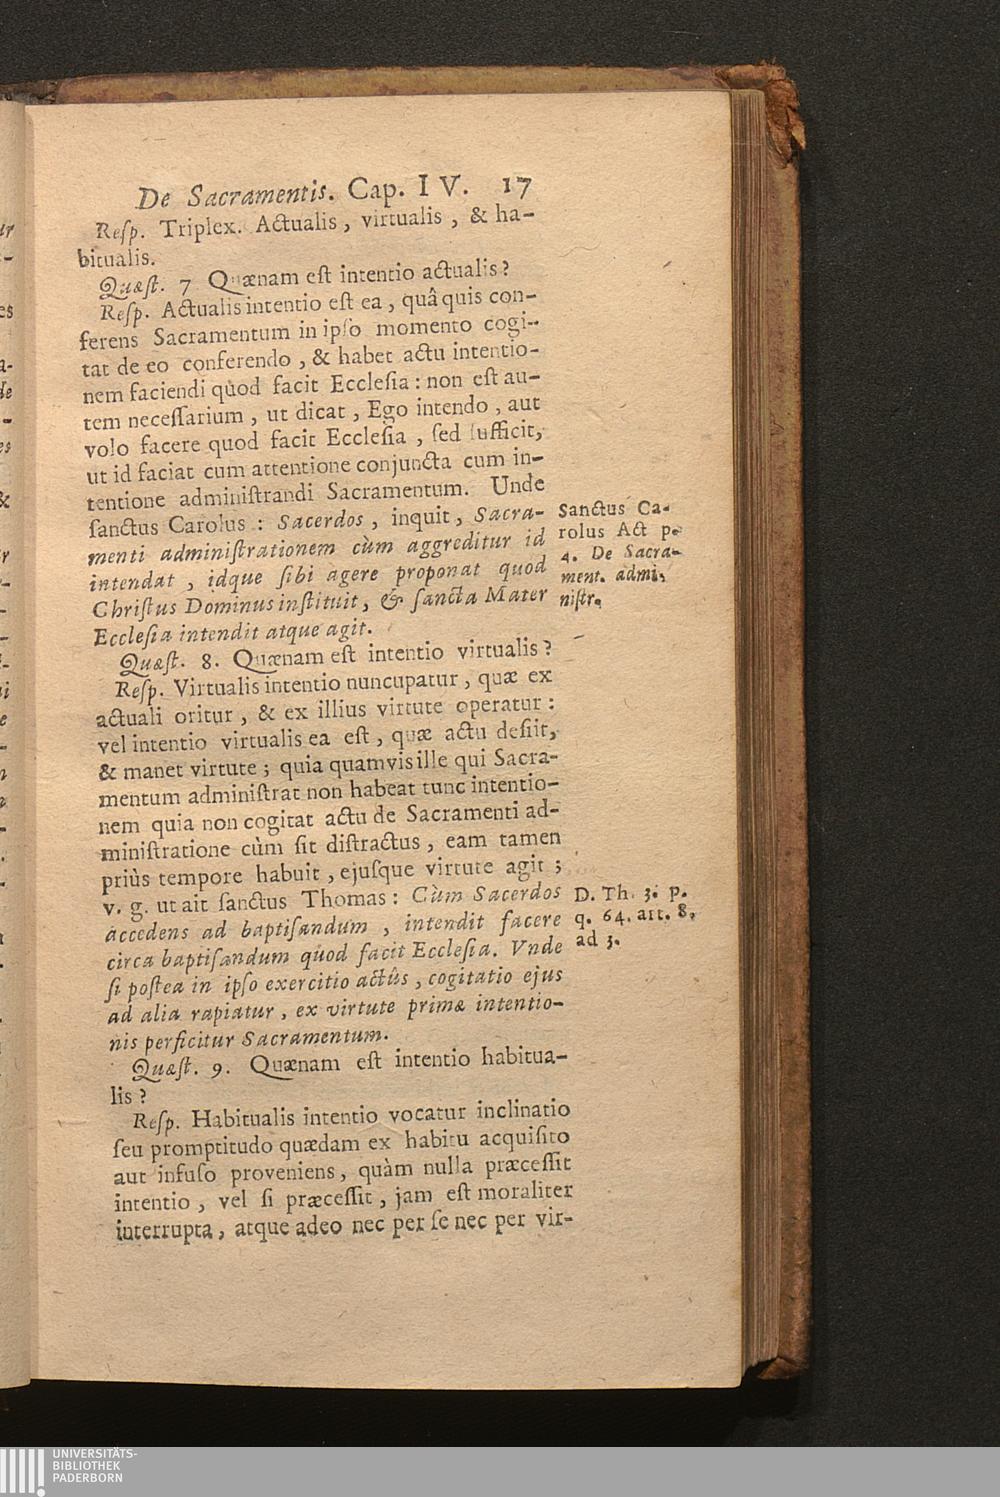 De Sacramentis. Cap. IV. 17
Resp. Triplex. Actualis, virtualis, & ha-
bitualis.
Quæst. 7 Quænam est intentio actualis?
Resp. Actualis intentio est ea, quâ quis con-
ferens Sacramentum in ipso momento cogi-
tat de eo conferendo, & habet actu intentio-
nem faciendi quòd facit Ecclesia: non est au-
tem necessarium, ut dicat, Ego intendo, aut
volo facere quod facit Ecclesia, sed sufficit,
ut id faciat cum attentione conjuncta cum in-
tentione administrandi Sacramentum. Unde
sanctus Carolus: Sacerdos, inquit, Sacra-
menti administrationem cùm aggreditur id
intendat, idque sibi agere proponat quod
Christus Dominus instituit, & sancta Mater
Ecclesia intendit atque agit.
Sanctus Ca-
rolus Act p.
4. De Sacra-
ment. admi-
nistr.
Quæst. 8. Quænam est intentio virtualis?
Resp. Virtualis intentio nuncupatur, quæ ex
actuali oritur, & ex illius virtute operatur:
vel intentio virtualis ea est, quæ actu desiit,
& manet virtute; quia quamvis ille qui Sacra-
mentum administrat non habeat tunc intentio-
nem quia non cogitat actu de Sacramenti ad-
ministratione cùm sit distractus, eam tamen
priùs tempore habuit, ejusque virtute agit;
v. g. ut ait sanctus Thomas: Cùm Sacerdos
accedens ad baptisandum, intendit facere
circa baptisandum quod facit Ecclesia. Vnde
si postea in ipso exercitio actûs, cogitatio ejus
ad alia rapiatur, ex virtute primæ intentio-
nis perficitur Sacramentum.
D. Th. 3. p.
q. 64. art. 8.
ad 3.
Quæst. 9. Quænam est intentio habitua-
lis?
Resp. Habitualis intentio vocatur inclinatio
seu promptitudo quædam ex habitu acquisito
aut infuso proveniens, quàm nulla præcessit
intentio, vel si præcessit, jam est moraliter
interrupta, atque adeo nec per se nec per vir-
UNIVERSITÄTS-
BIBLIOTHEK
PADERBORN